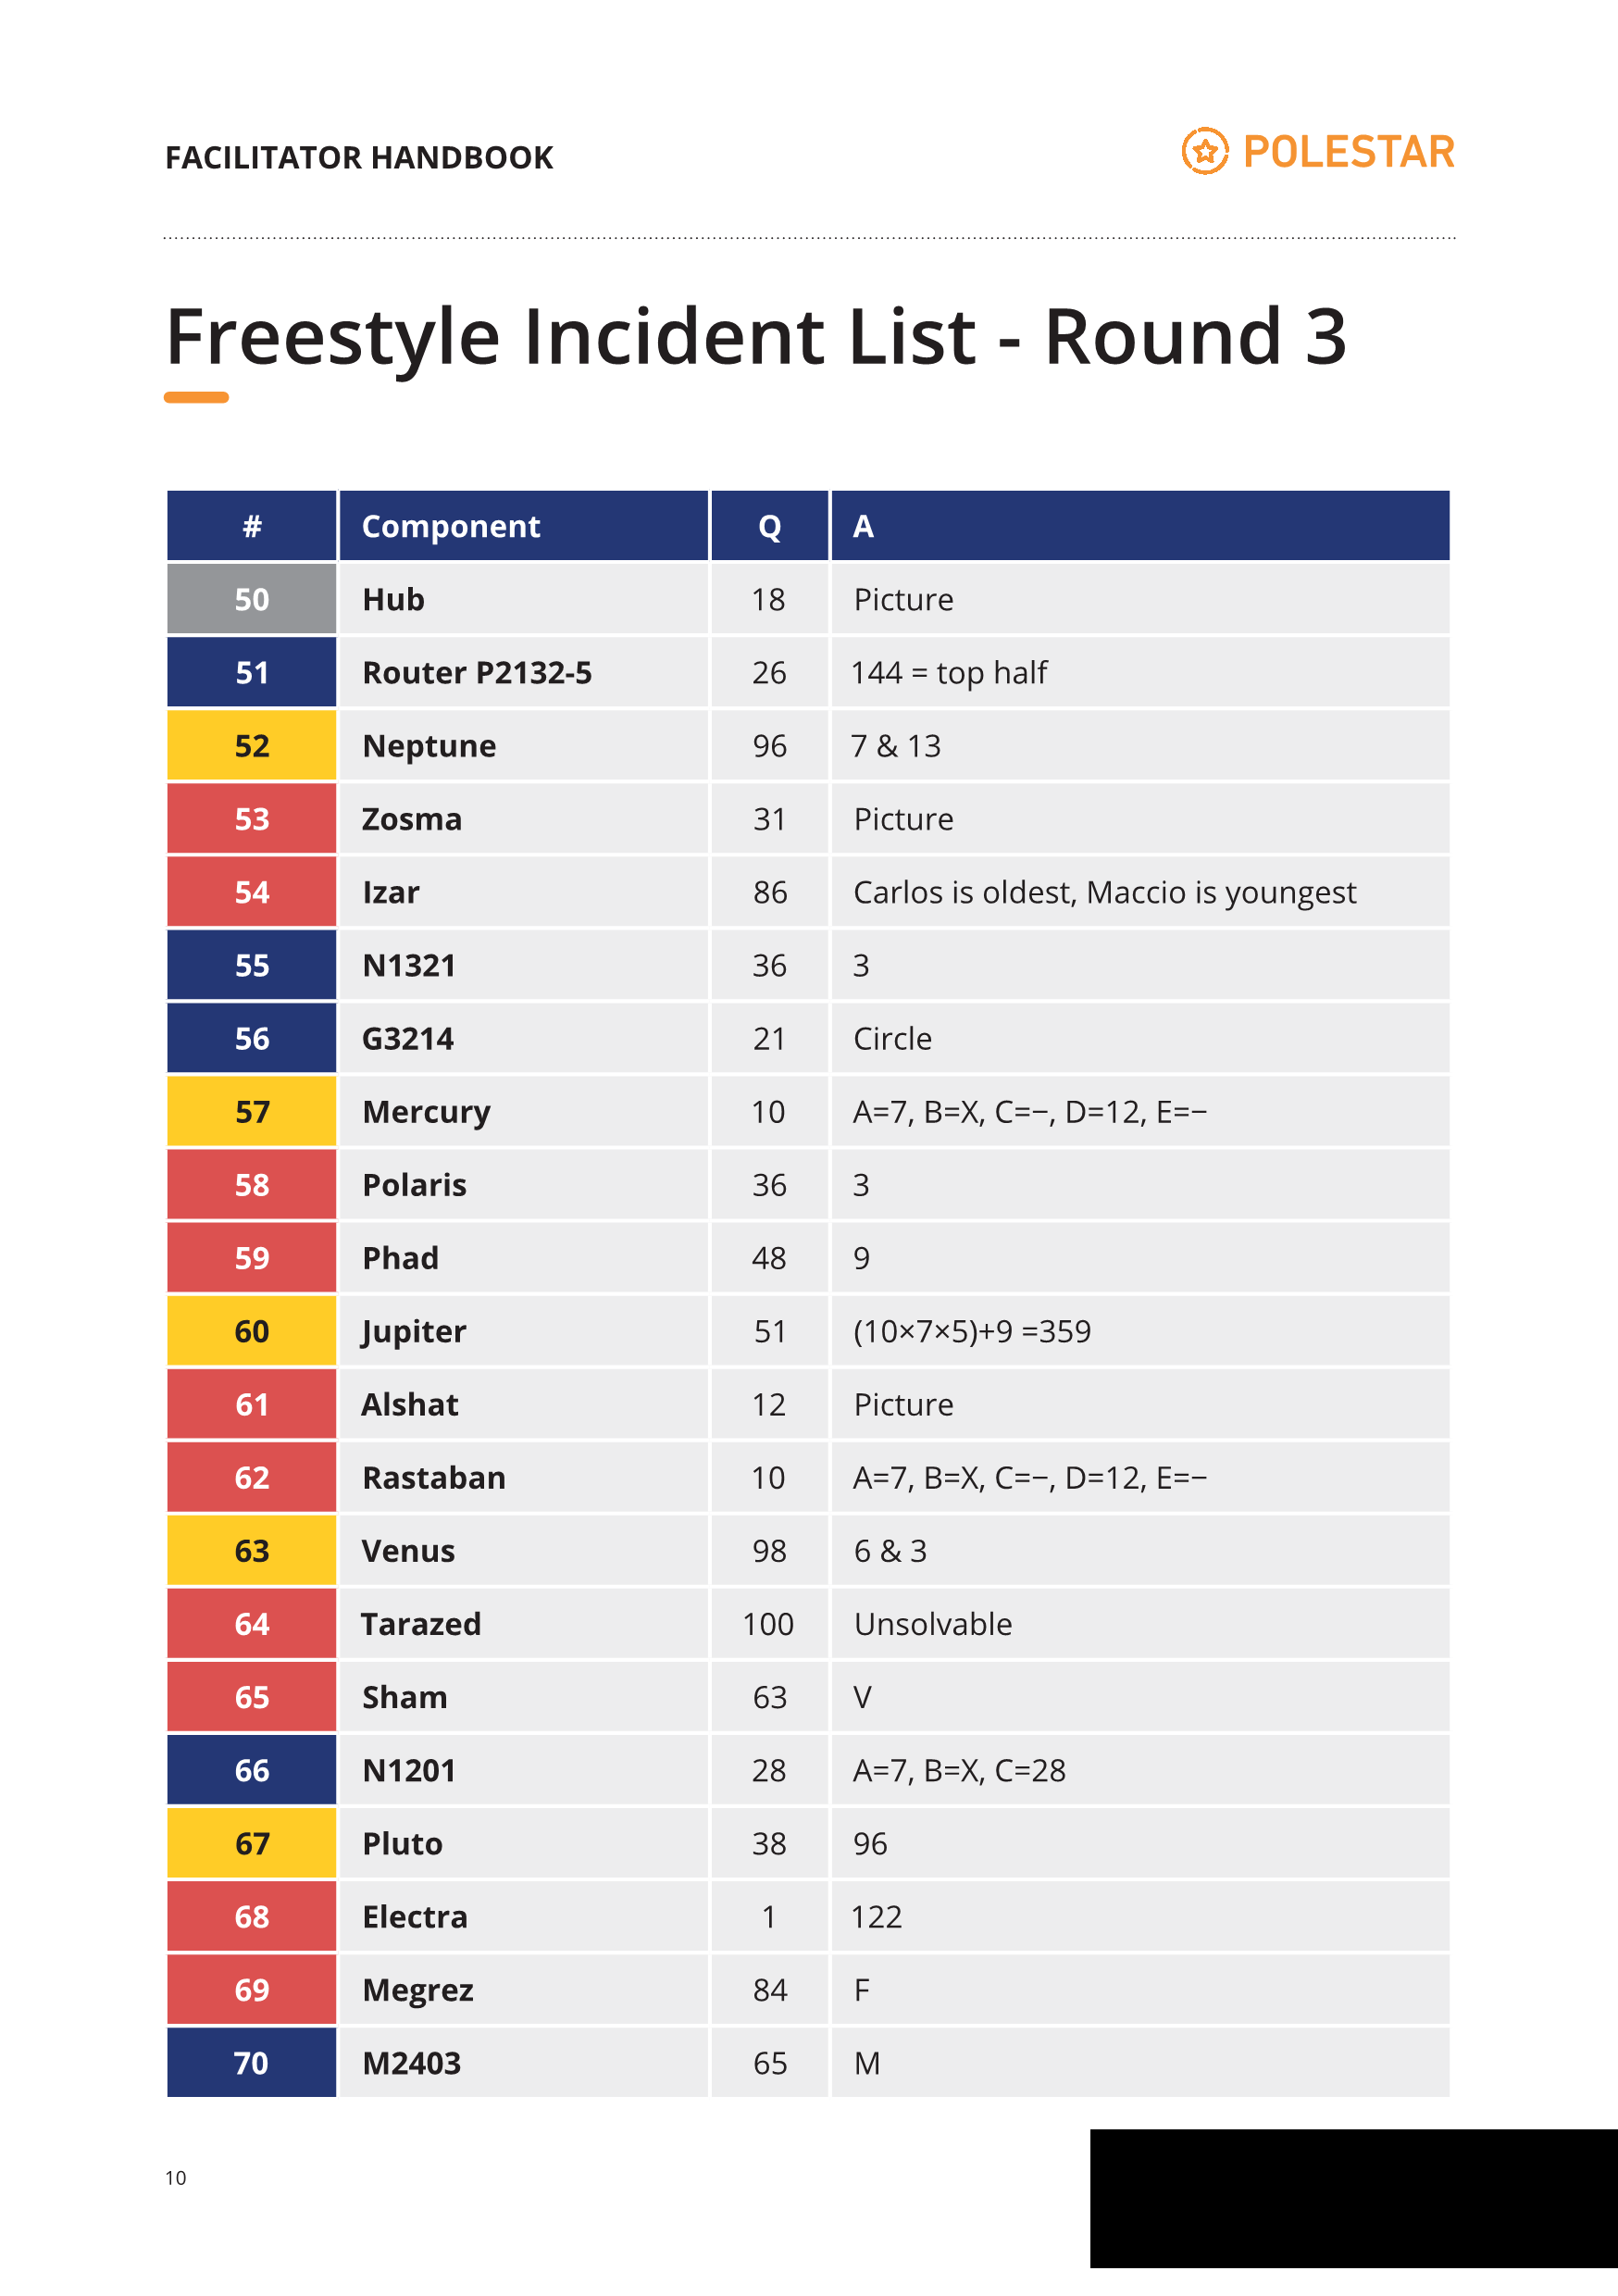 FACILITATOR HANDBOOK
POLESTAR
Freestyle Incident List - Round 3
# Component Q A
50 Hub 18 Picture
51 Router P2132-5 26 144 = top half
52 Neptune 96 7 & 13
53 Zosma 31 Picture
54 Izar 86 Carlos is oldest, Maccio is youngest
55 N1321 36 3
56 G3214 21 Circle
57 Mercury 10 A=7, B=X, C=−, D=12, E=−
58 Polaris 36 3
59 Phad 48 9
60 Jupiter 51 (10×7×5)+9 =359
61 Alshat 12 Picture
62 Rastaban 10 A=7, B=X, C=−, D=12, E=−
63 Venus 98 6 & 3
64 Tarazed 100 Unsolvable
65 Sham 63 V
66 N1201 28 A=7, B=X, C=28
67 Pluto 38 96
68 Electra 1 122
69 Megrez 84 F
70 M2403 65 M
10